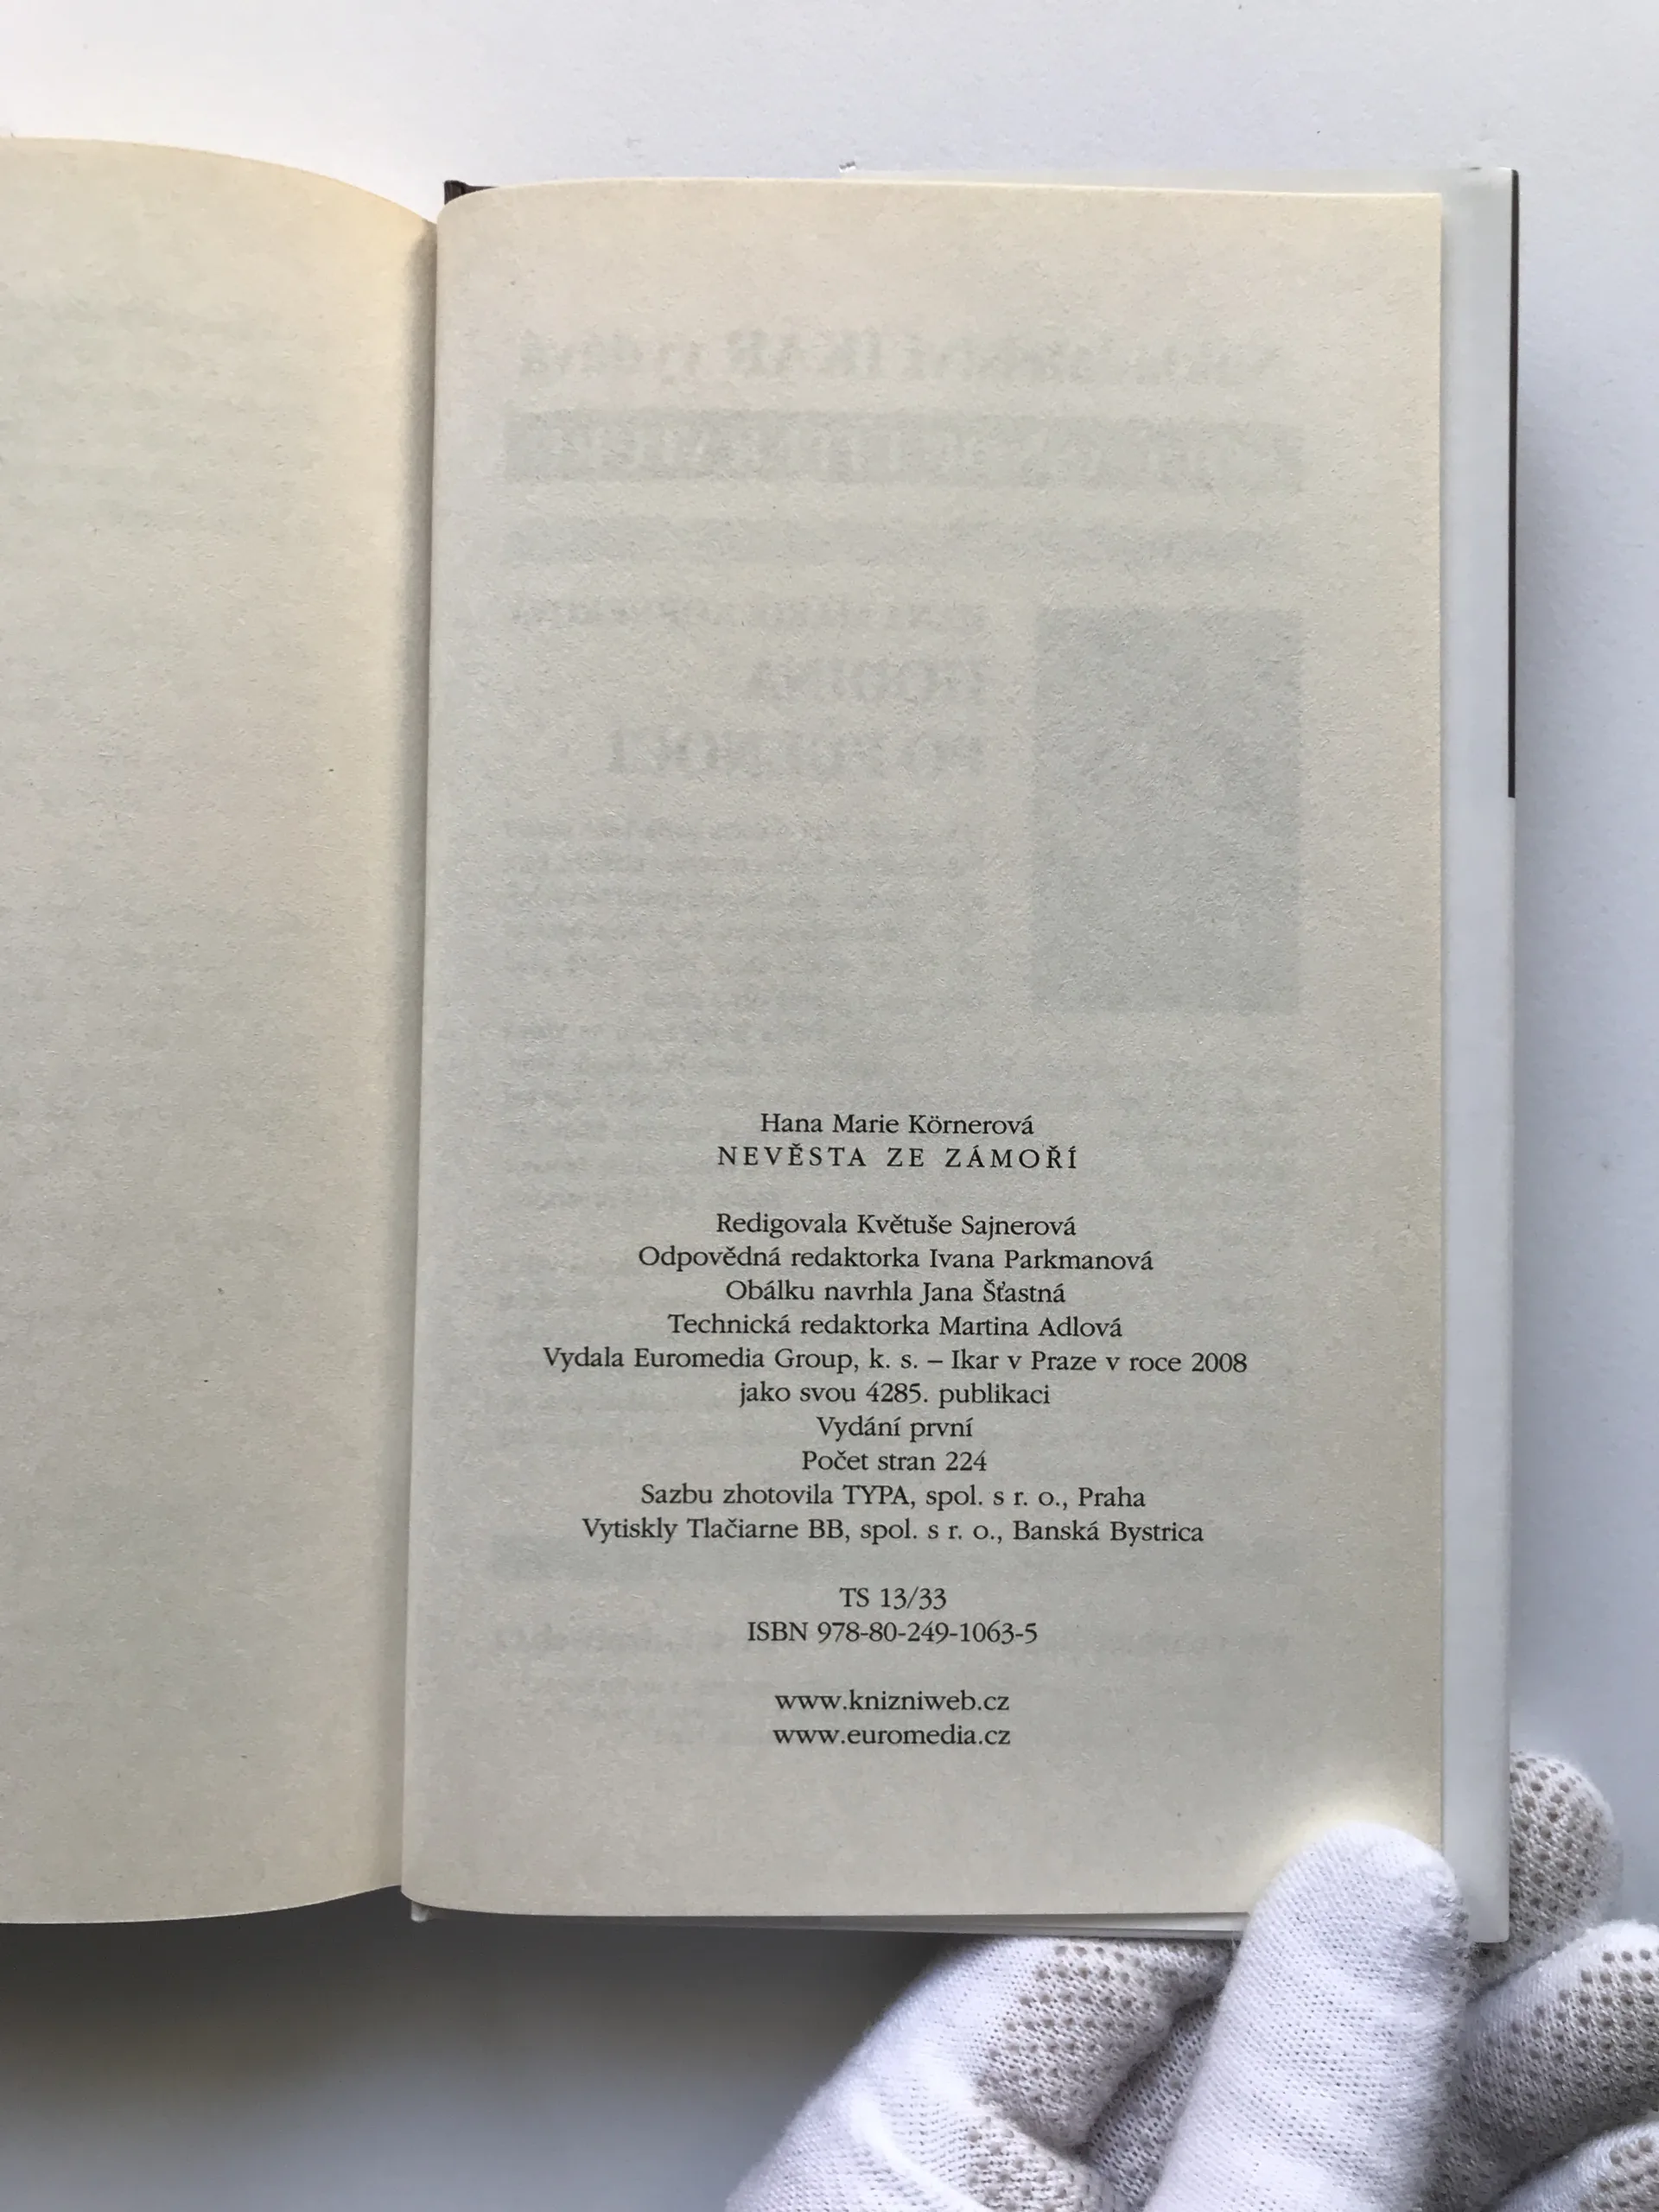 Hana Marie Körnerová
NEVĚSTA ZE ZÁMOŘÍ
Redigovala Květuše Sajnerová
Odpovědná redaktorka Ivana Parkmanová
Obálku navrhla Jana Šťastná
Technická redaktorka Martina Adlová
Vydala Euromedia Group, k. s. – Ikar v Praze v roce 2008
jako svou 4285. publikaci
Vydání první
Počet stran 224
Sazbu zhotovila TYPA, spol. s r. o., Praha
Vytiskly Tlačiarne BB, spol. s r. o., Banská Bystrica
TS 13/33
ISBN 978-80-249-1063-5
www.knizniweb.cz
www.euromedia.cz